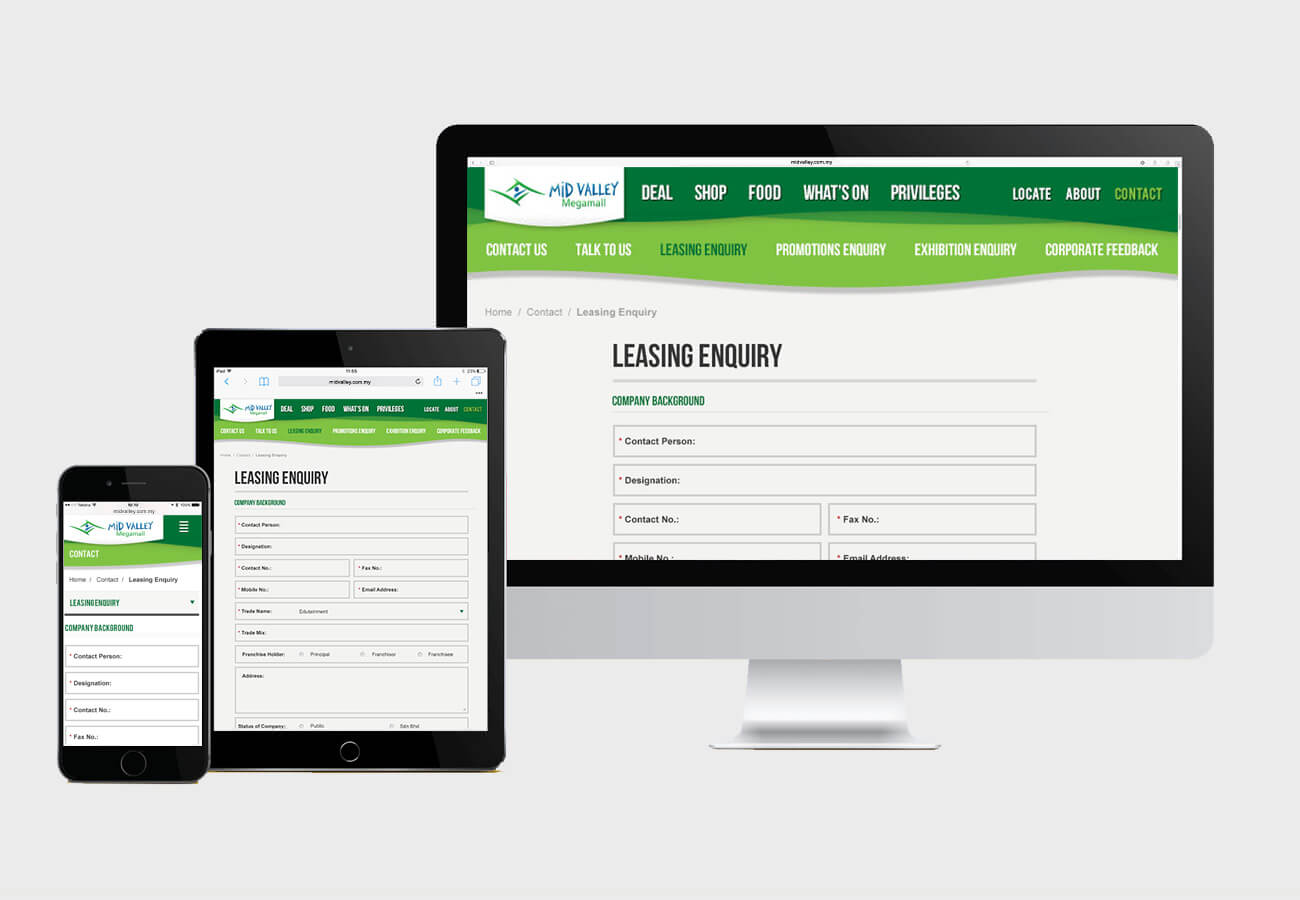 midvalley.com.my
MiD VALLEY
Megamall
DEAL SHOP FOOD WHAT'S ON PRIVILEGES LOCATE ABOUT CONTACT
CONTACT US TALK TO US LEASING ENQUIRY PROMOTIONS ENQUIRY EXHIBITION ENQUIRY CORPORATE FEEDBACK
Home / Contact / Leasing Enquiry
LEASING ENQUIRY
COMPANY BACKGROUND
* Contact Person:
* Designation:
* Contact No.: * Fax No.:
* Mobile No.: * Email Address:
iPad 11:55 23%
midvalley.com.my
MiD VALLEY
Megamall
DEAL SHOP FOOD WHAT'S ON PRIVILEGES LOCATE ABOUT CONTACT
CONTACT US TALK TO US LEASING ENQUIRY PROMOTIONS ENQUIRY EXHIBITION ENQUIRY CORPORATE FEEDBACK
Home / Contact / Leasing Enquiry
LEASING ENQUIRY
COMPANY BACKGROUND
* Contact Person:
* Designation:
* Contact No.: * Fax No.:
* Mobile No.: * Email Address:
* Trade Name: Edutainment
* Trade Mix:
Franchise Holder: Principal Franchisor Franchisee
Address:
Status of Company: Public Sdn Bhd
100%
midvalley.com.my
MiD VALLEY
Megamall
CONTACT
Home / Contact / Leasing Enquiry
LEASING ENQUIRY
COMPANY BACKGROUND
* Contact Person:
* Designation:
* Contact No.:
* Fax No.: